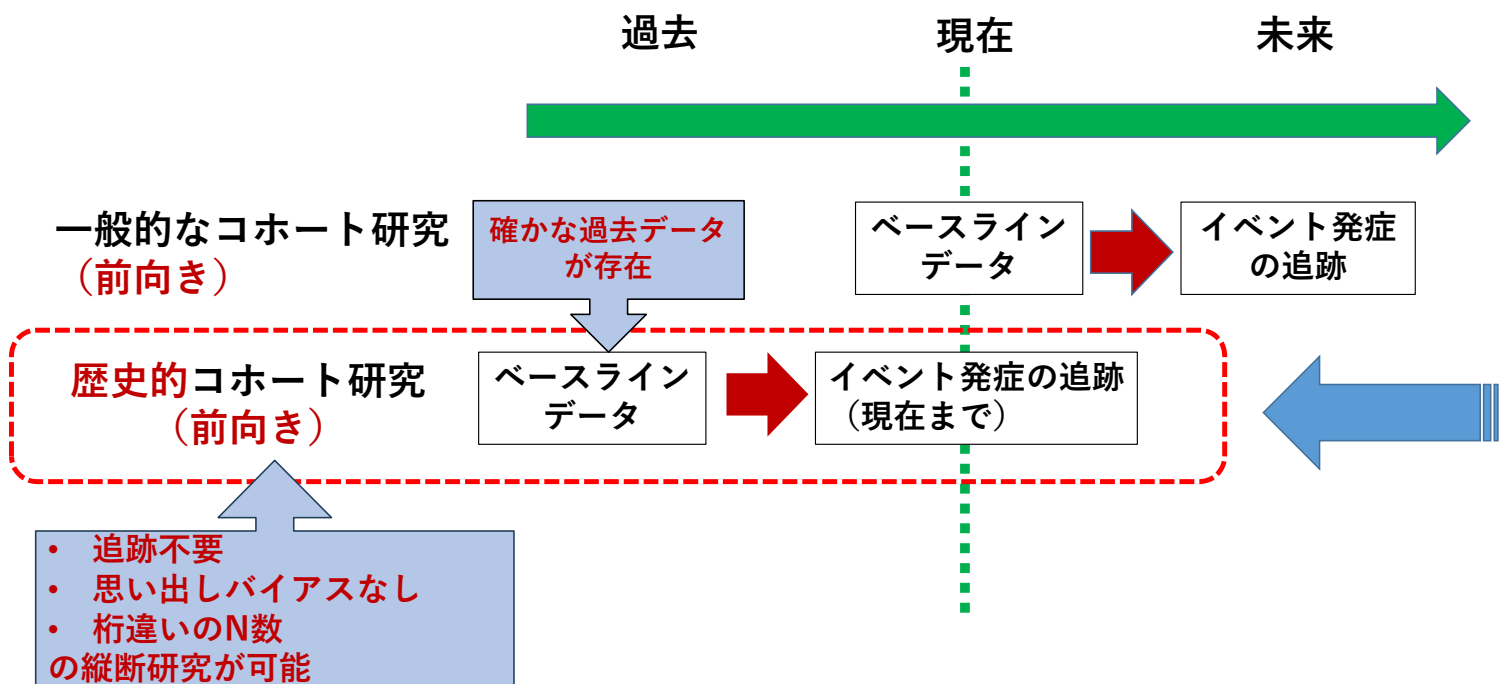 過去
現在
未来
一般的なコホート研究
（前向き）
確かな過去データ
が存在
ベースライン
データ
イベント発症
の追跡
歴史的コホート研究
（前向き）
ベースライン
データ
イベント発症の追跡
（現在まで）
• 追跡不要
• 思い出しバイアスなし
• 桁違いのN数
の縦断研究が可能